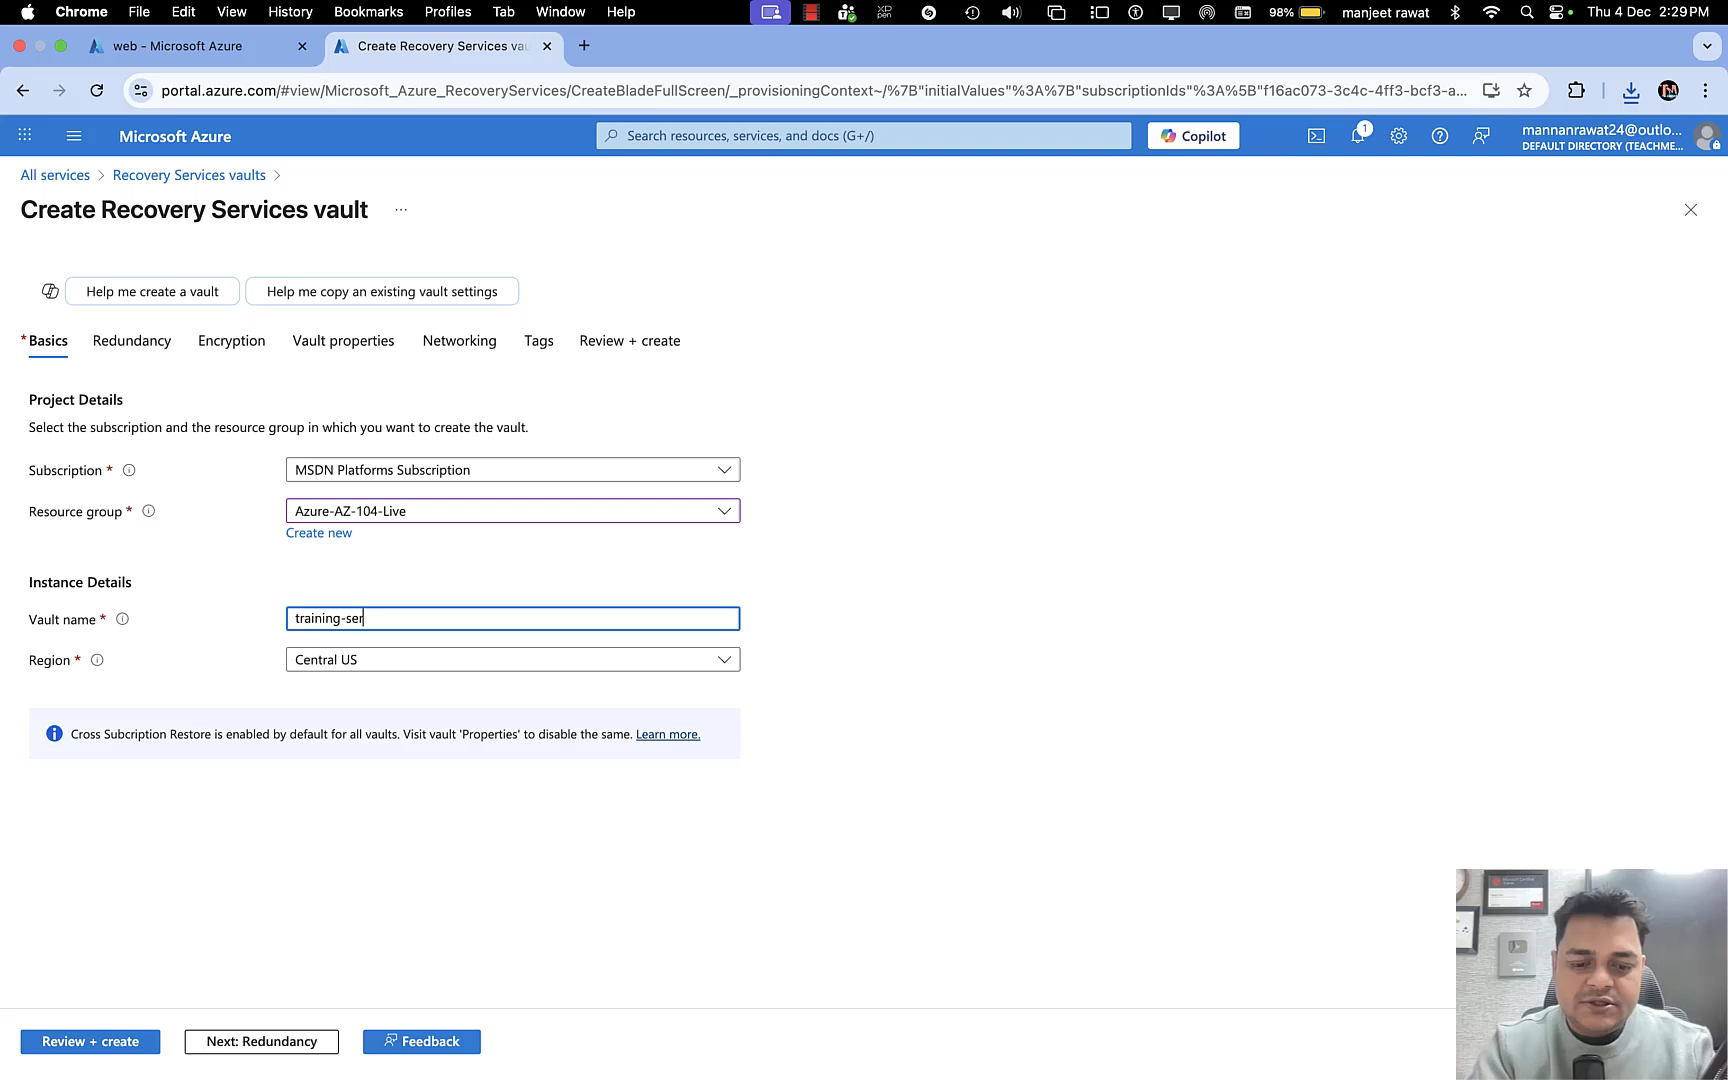 Chrome File Edit View History Bookmarks Profiles Tab Window Help 98% manjeet rawat Thu 4 Dec 2:29 PM
web - Microsoft Azure Create Recovery Services vau
portal.azure.com/#view/Microsoft_Azure_RecoveryServices/CreateBladeFullScreen/_provisioningContext~/%7B"initialValues"%3A%7B"subscriptionIds"%3A%5B"f16ac073-3c4c-4ff3-bcf3-a...
Microsoft Azure Search resources, services, and docs (G+/) Copilot 1 mannanrawat24@outlo...
DEFAULT DIRECTORY (TEACHME...
All services > Recovery Services vaults >
Create Recovery Services vault ...
Help me create a vault Help me copy an existing vault settings
* Basics Redundancy Encryption Vault properties Networking Tags Review + create
Project Details
Select the subscription and the resource group in which you want to create the vault.
Subscription * MSDN Platforms Subscription
Resource group * Azure-AZ-104-Live
Create new
Instance Details
Vault name * training-ser
Region * Central US
Cross Subcription Restore is enabled by default for all vaults. Visit vault 'Properties' to disable the same. Learn more.
Review + create Next: Redundancy Feedback